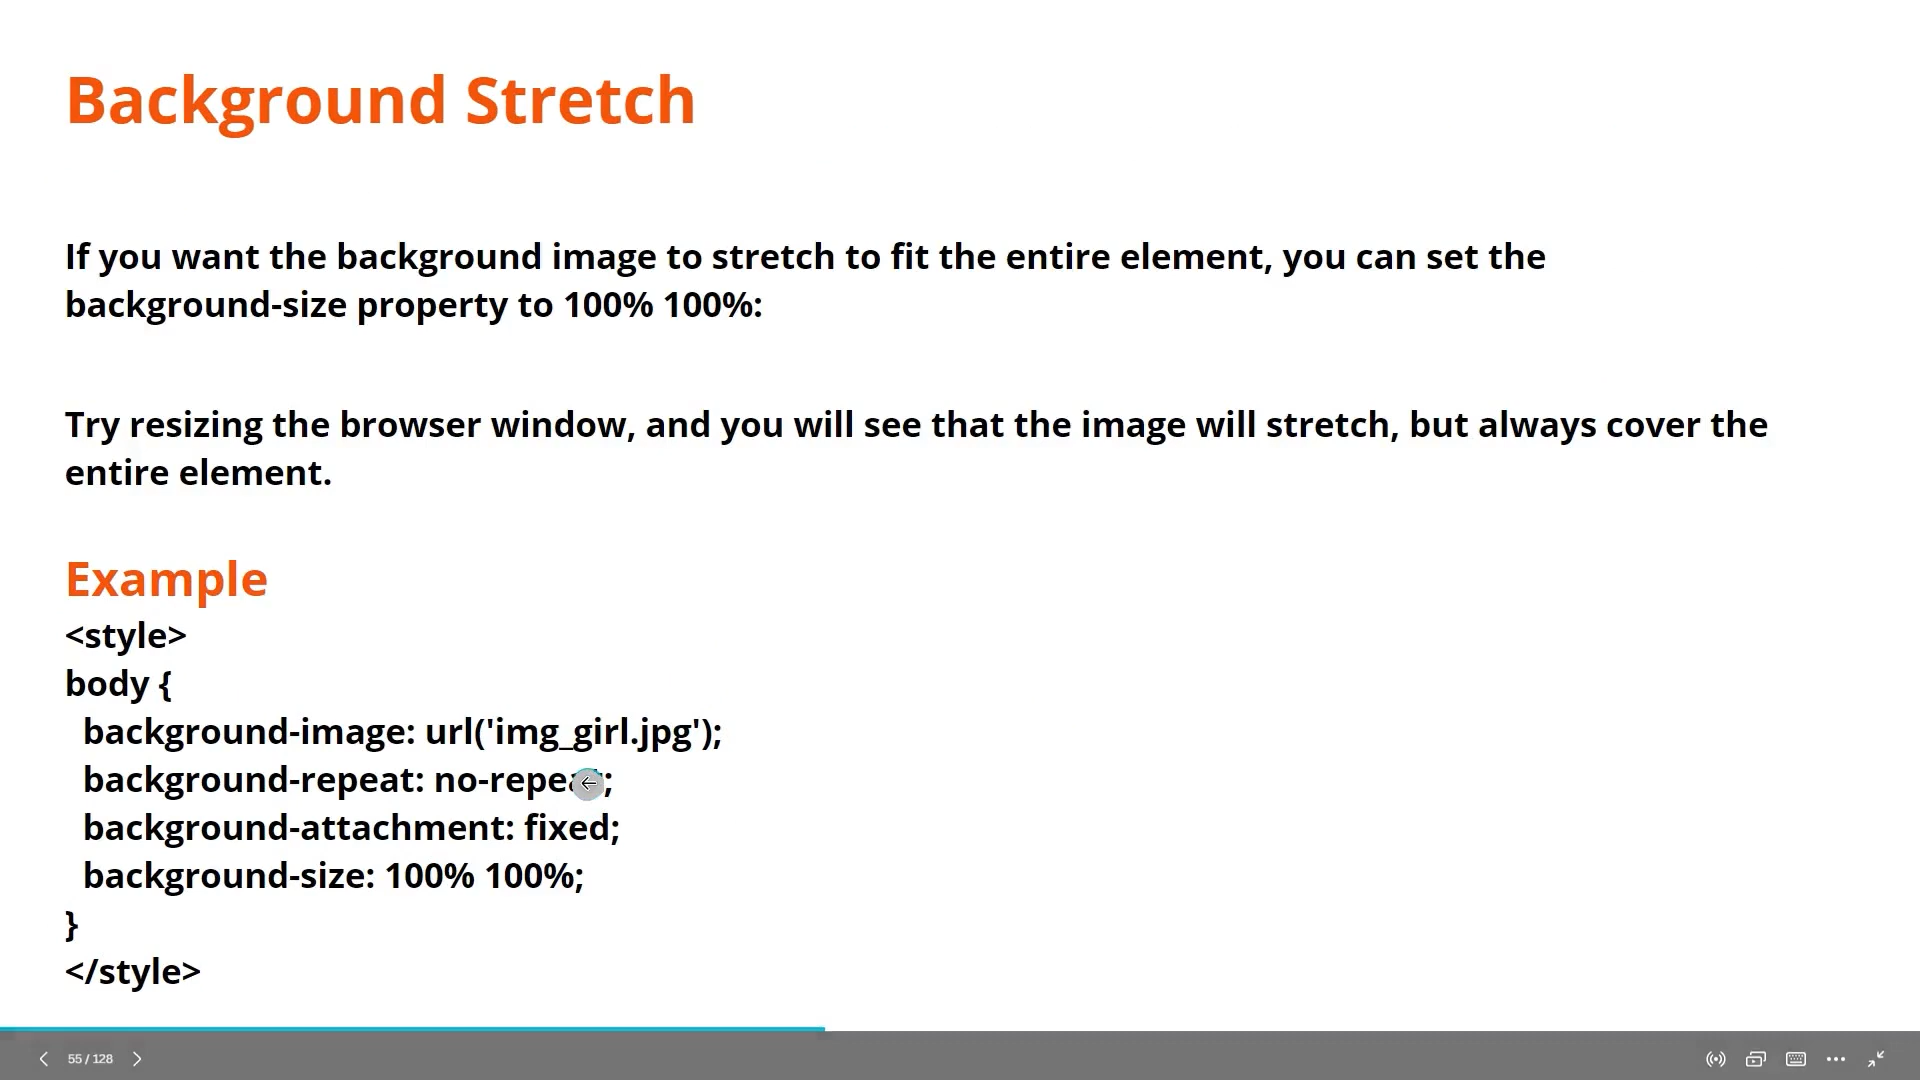 Background Stretch
If you want the background image to stretch to fit the entire element, you can set the
background-size property to 100% 100%:
Try resizing the browser window, and you will see that the image will stretch, but always cover the
entire element.
Example
<style>
body {
  background-image: url('img_girl.jpg');
  background-repeat: no-repeat;
  background-attachment: fixed;
  background-size: 100% 100%;
}
</style>
55 / 128